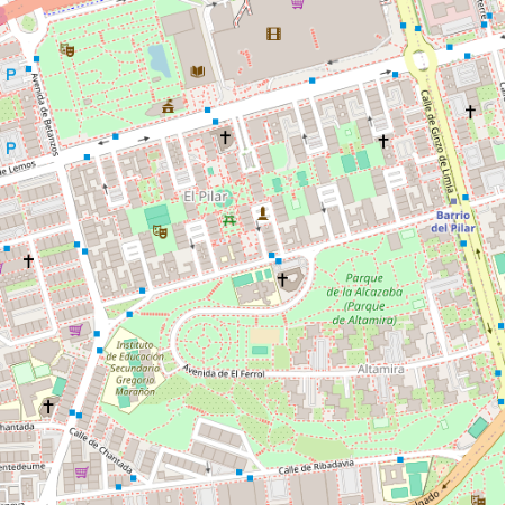 P
Avenida de Betanzos
P
e Lemos
Calle de Ginzo de Limia
El Pilar
Barrio
del Pilar
Parque
de la Alcazaba
(Parque
de Altamira)
Instituto
de Educación
Secundaria
Gregorio
Marañón
Avenida de El Ferrol
Altamira
hantada
Calle de Chantada
entedeume
Calle de Ribadavia